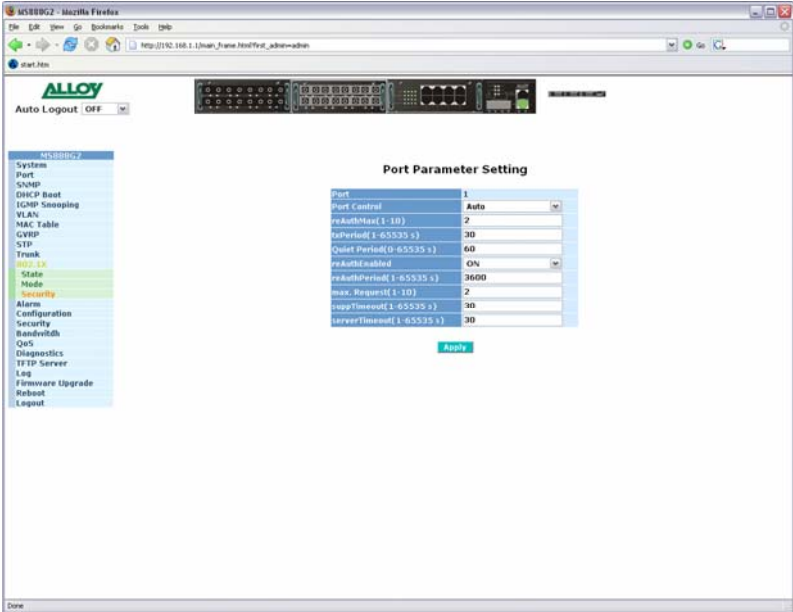 MS888G2 - Mozilla Firefox
File Edit View Go Bookmarks Tools Help
http://192.168.1.1/main_frame.html?first_admin=admin
Go
start.htm
ALLOY
Auto Logout OFF
MS888G2
System
Port
SNMP
DHCP Boot
IGMP Snooping
VLAN
MAC Table
GVRP
STP
Trunk
802.1X
State
Mode
Security
Alarm
Configuration
Security
Bandwitdh
QoS
Diagnostics
TFTP Server
Log
Firmware Upgrade
Reboot
Logout
Port Parameter Setting
Port 1
Port Control Auto
reAuthMax(1-10) 2
txPeriod(1-65535 s) 30
Quiet Period(0-65535 s) 60
reAuthEnabled ON
reAuthPeriod(1-65535 s) 3600
max. Request(1-10) 2
suppTimeout(1-65535 s) 30
serverTimeout(1-65535 s) 30
Apply
Done